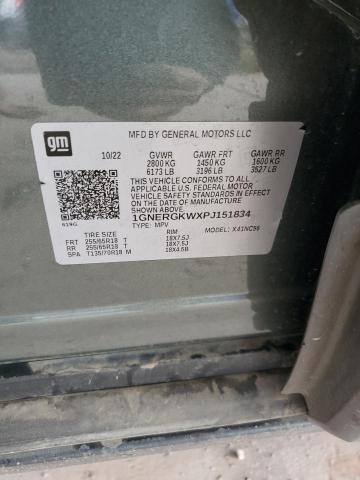 gm
MFD BY GENERAL MOTORS LLC
10/22 GVWR GAWR FRT GAWR RR
2800 KG 1450 KG 1600 KG
6173 LB 3196 LB 3527 LB
THIS VEHICLE CONFORMS TO ALL
APPLICABLE U.S. FEDERAL MOTOR
VEHICLE SAFETY STANDARDS IN EFFECT
ON THE DATE OF MANUFACTURE
SHOWN ABOVE.
1GNERGKWXPJ151834
619G TYPE: MPV MODEL: X41NC56
TIRE SIZE RIM
FRT 255/65R18 T 18X7.5J
RR 255/65R18 T 18X7.5J
SPA T135/70R18 M 18X4.5B